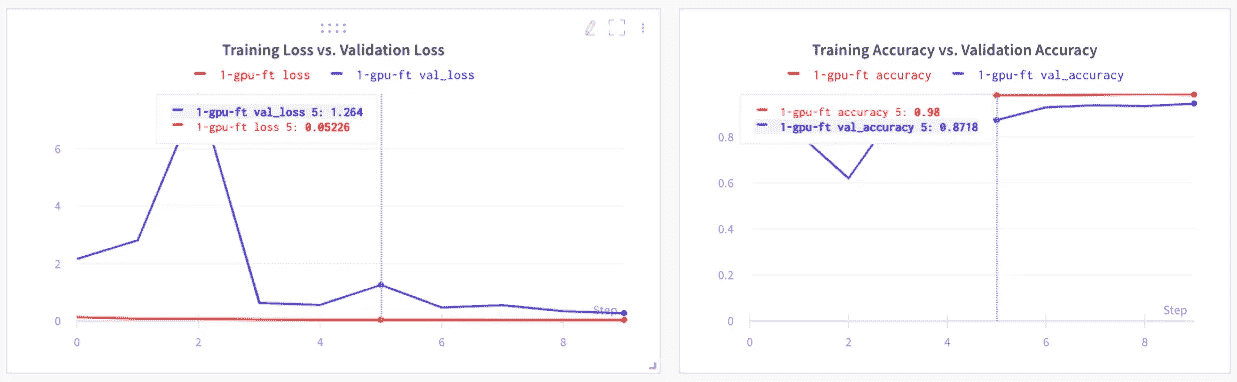 Training Loss vs. Validation Loss
1-gpu-ft loss 1-gpu-ft val_loss
1-gpu-ft val_loss 5: 1.264
1-gpu-ft loss 5: 0.05226
6
4
2
0
Step
0 2 4 6 8
Training Accuracy vs. Validation Accuracy
1-gpu-ft accuracy 1-gpu-ft val_accuracy
1-gpu-ft accuracy 5: 0.98
1-gpu-ft val_accuracy 5: 0.8718
0.8
0.6
0.4
0.2
0
Step
0 2 4 6 8